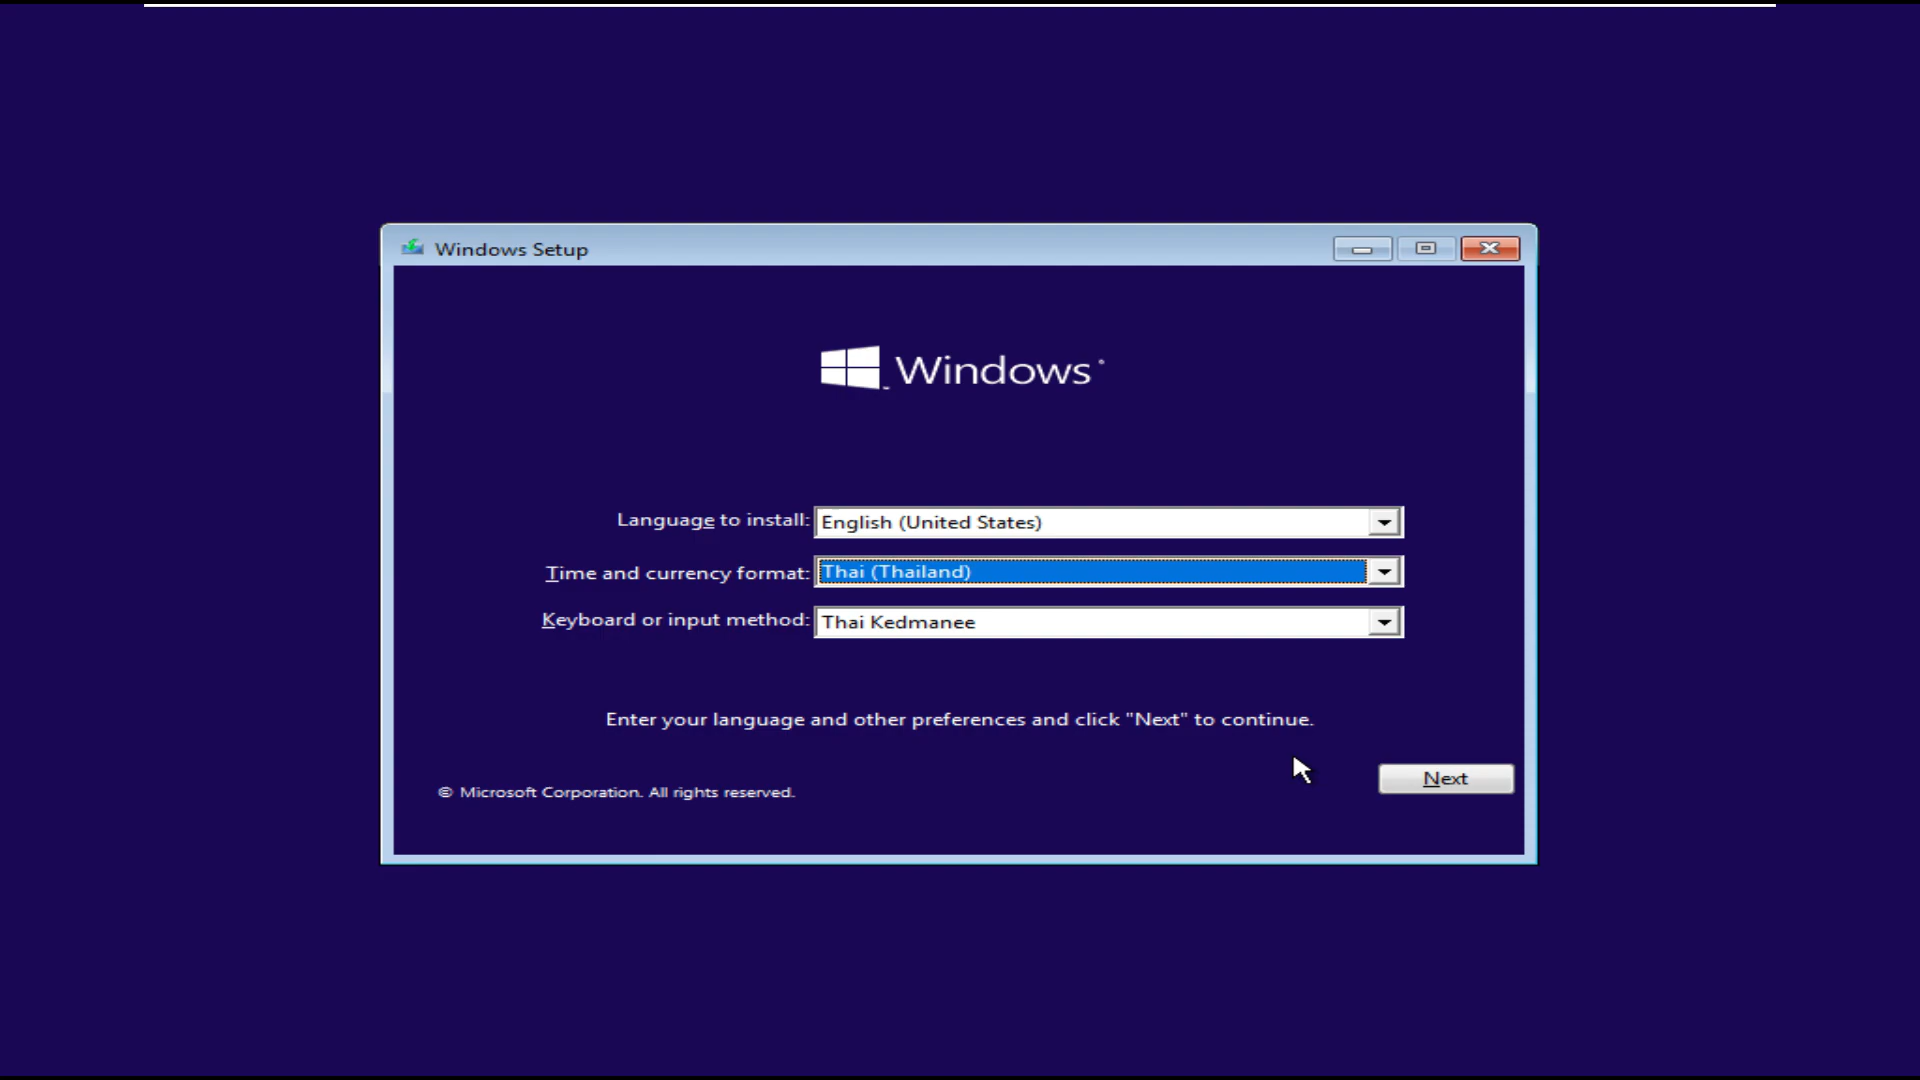 Windows Setup
Windows
Language to install: English (United States)
Time and currency format: Thai (Thailand)
Keyboard or input method: Thai Kedmanee
Enter your language and other preferences and click "Next" to continue.
Next
© Microsoft Corporation. All rights reserved.